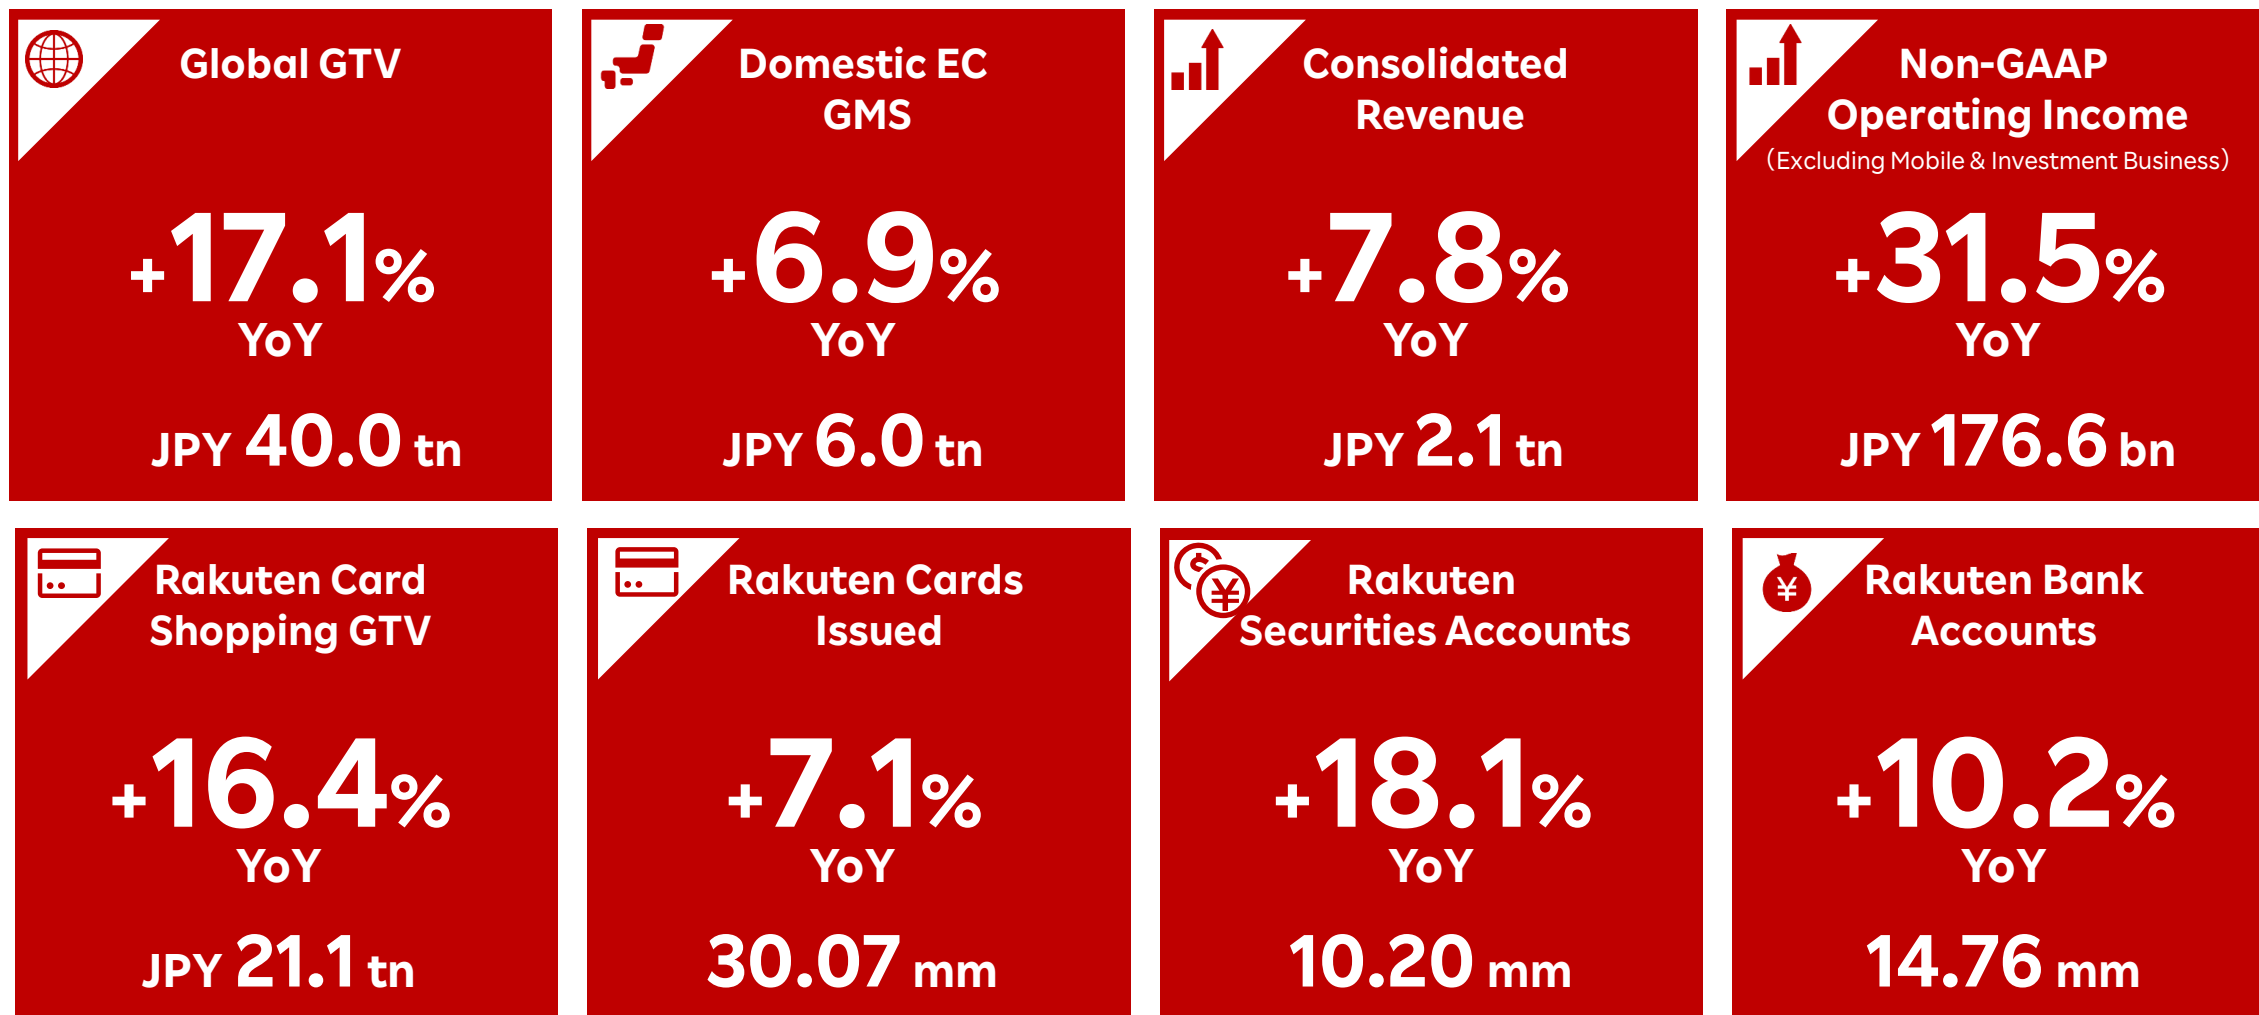 Global GTV
+17.1%
YoY
JPY 40.0 tn
Domestic EC
GMS
+6.9%
YoY
JPY 6.0 tn
Consolidated
Revenue
+7.8%
YoY
JPY 2.1 tn
Non-GAAP
Operating Income
(Excluding Mobile & Investment Business)
+31.5%
YoY
JPY 176.6 bn
Rakuten Card
Shopping GTV
+16.4%
YoY
JPY 21.1 tn
Rakuten Cards
Issued
+7.1%
YoY
30.07 mm
¥
Rakuten
Securities Accounts
+18.1%
YoY
10.20 mm
¥
Rakuten Bank
Accounts
+10.2%
YoY
14.76 mm